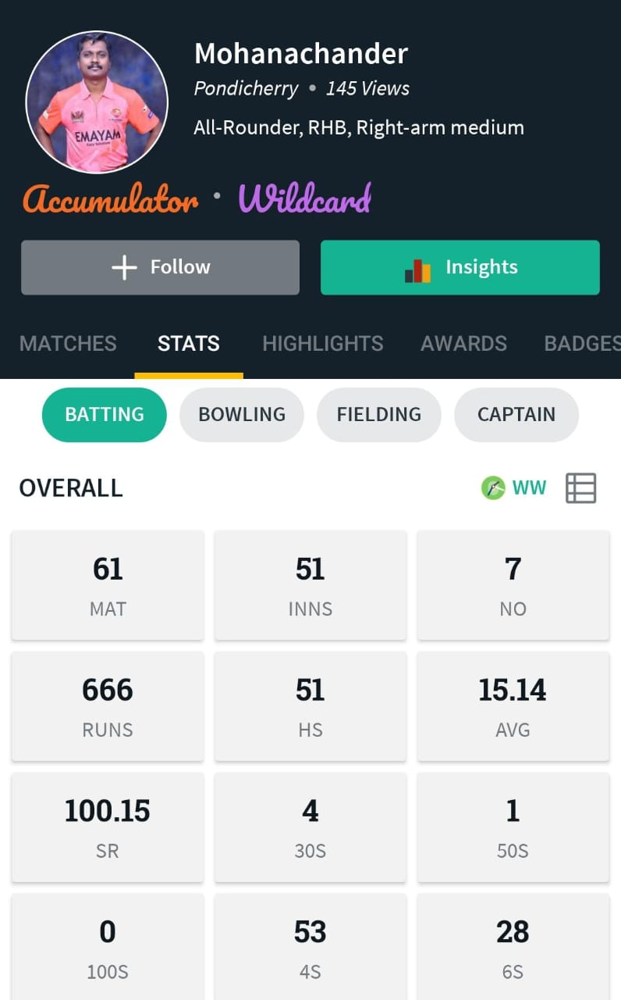 Mohanachander
Pondicherry • 145 Views
All-Rounder, RHB, Right-arm medium
EMAYAM
Accumulator • Wildcard
+ Follow
Insights
MATCHES STATS HIGHLIGHTS AWARDS BADGES
BATTING BOWLING FIELDING CAPTAIN
OVERALL WW
61 51 7
MAT INNS NO
666 51 15.14
RUNS HS AVG
100.15 4 1
SR 30S 50S
0 53 28
100S 4S 6S